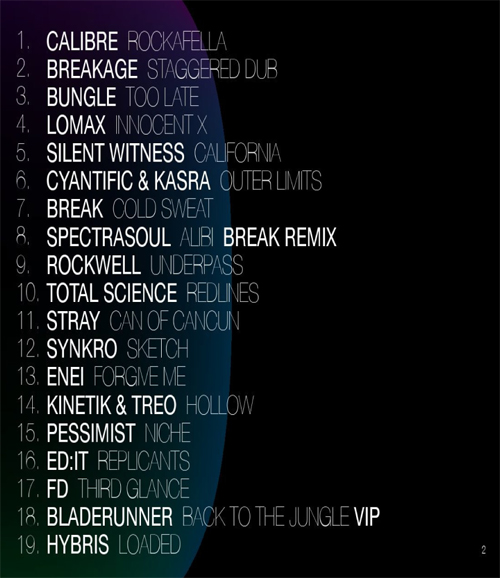 1. CALIBRE ROCKAFELLA
2. BREAKAGE STAGGERED DUB
3. BUNGLE TOO LATE
4. LOMAX INNOCENT X
5. SILENT WITNESS CALIFORNIA
6. CYANTIFIC & KASRA OUTER LIMITS
7. BREAK COLD SWEAT
8. SPECTRASOUL ALIBI BREAK REMIX
9. ROCKWELL UNDERPASS
10. TOTAL SCIENCE REDLINES
11. STRAY CAN OF CANCUN
12. SYNKRO SKETCH
13. ENEI FORGIVE ME
14. KINETIK & TREO HOLLOW
15. PESSIMIST NICHE
16. ED:IT REPLICANTS
17. FD THIRD GLANCE
18. BLADERUNNER BACK TO THE JUNGLE VIP
19. HYBRIS LOADED
2